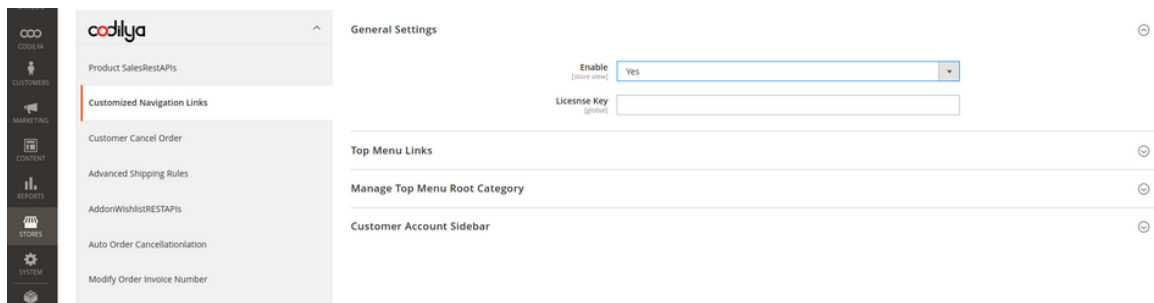 CODILYA
CUSTOMERS
MARKETING
CONTENT
REPORTS
STORES
SYSTEM
codilya
Product SalesRestAPIs
Customized Navigation Links
Customer Cancel Order
Advanced Shipping Rules
AddonWishlistRESTAPIs
Auto Order Cancellationlation
Modify Order Invoice Number
General Settings
Enable
[store view]
Yes
Licesnse Key
[global]
Top Menu Links
Manage Top Menu Root Category
Customer Account Sidebar